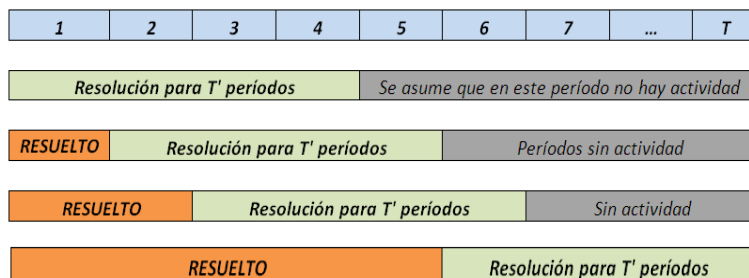 1 2 3 4 5 6 7 ... T
Resolución para T' períodos Se asume que en este período no hay actividad
RESUELTO Resolución para T' períodos Períodos sin actividad
RESUELTO Resolución para T' períodos Sin actividad
RESUELTO Resolución para T' períodos